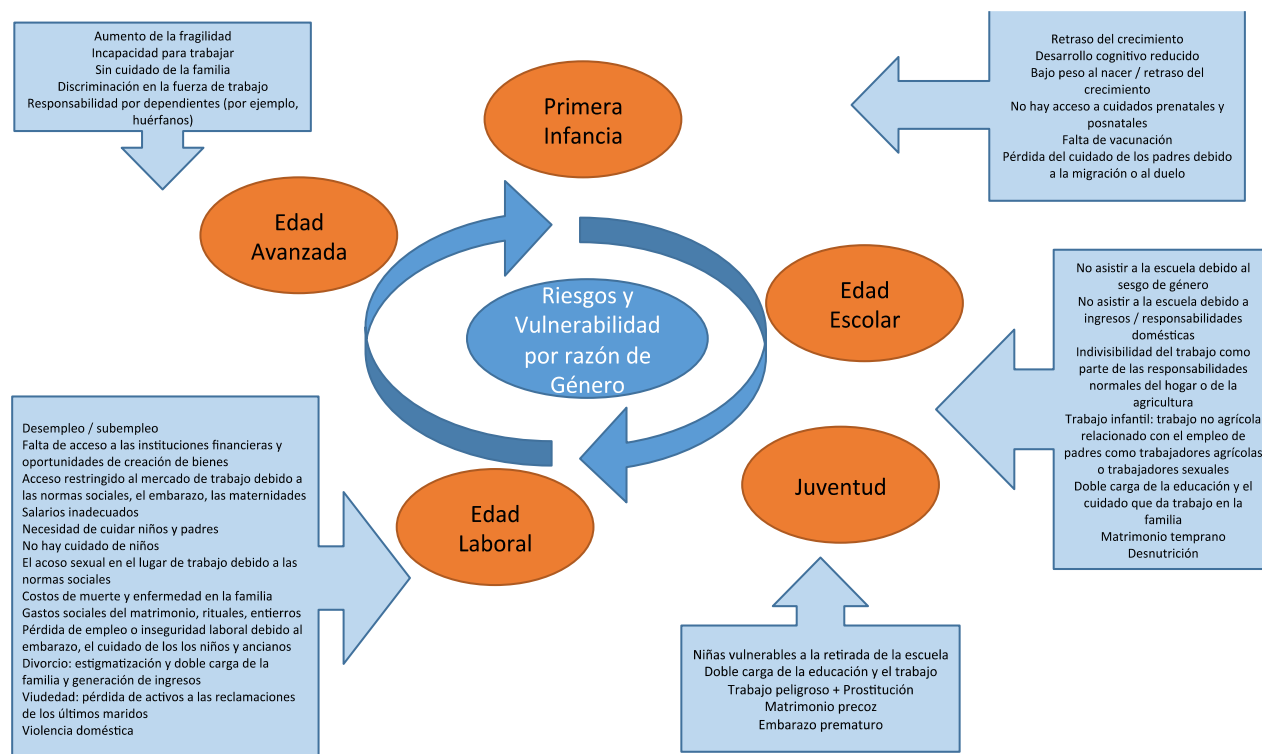 Aumento de la fragilidad
Incapacidad para trabajar
Sin cuidado de la familia
Discriminación en la fuerza de trabajo
Responsabilidad por dependientes (por ejemplo,
huérfanos)
Primera
Infancia
Retraso del crecimiento
Desarrollo cognitivo reducido
Bajo peso al nacer / retraso del
crecimiento
No hay acceso a cuidados prenatales y
posnatales
Falta de vacunación
Pérdida del cuidado de los padres debido
a la migración o al duelo
Edad
Avanzada
Riesgos y
Vulnerabilidad
por razón de
Género
Edad
Escolar
No asistir a la escuela debido al
sesgo de género
No asistir a la escuela debido a
ingresos / responsabilidades
domésticas
Indivisibilidad del trabajo como
parte de las responsabilidades
normales del hogar o de la
agricultura
Trabajo infantil: trabajo no agrícola
relacionado con el empleo de
padres como trabajadores agrícolas
o trabajadores sexuales
Doble carga de la educación y el
cuidado que da trabajo en la
familia
Matrimonio temprano
Desnutrición
Desempleo / subempleo
Falta de acceso a las instituciones financieras y
oportunidades de creación de bienes
Acceso restringido al mercado de trabajo debido a
las normas sociales, el embarazo, las maternidades
Salarios inadecuados
Necesidad de cuidar niños y padres
No hay cuidado de niños
El acoso sexual en el lugar de trabajo debido a las
normas sociales
Costos de muerte y enfermedad en la familia
Gastos sociales del matrimonio, rituales, entierros
Pérdida de empleo o inseguridad laboral debido al
embarazo, el cuidado de los los niños y ancianos
Divorcio: estigmatización y doble carga de la
familia y generación de ingresos
Viudedad: pérdida de activos a las reclamaciones
de los últimos maridos
Violencia doméstica
Edad
Laboral
Juventud
Niñas vulnerables a la retirada de la escuela
Doble carga de la educación y el trabajo
Trabajo peligroso + Prostitución
Matrimonio precoz
Embarazo prematuro